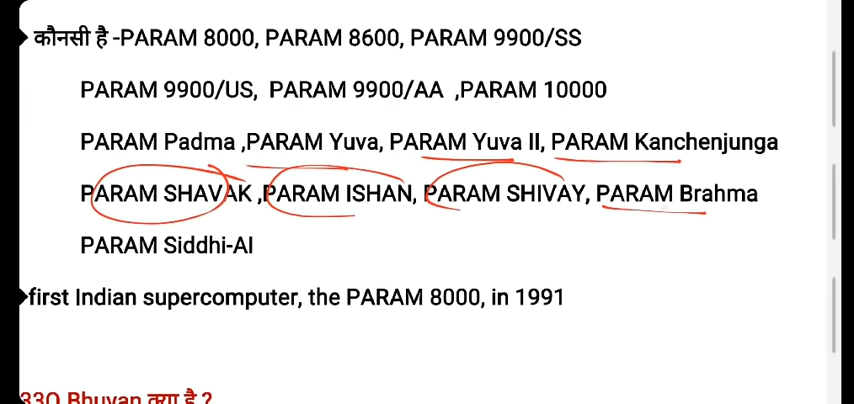 कौनसी है -PARAM 8000, PARAM 8600, PARAM 9900/SS
PARAM 9900/US, PARAM 9900/AA ,PARAM 10000
PARAM Padma ,PARAM Yuva, PARAM Yuva II, PARAM Kanchenjunga
PARAM SHAVAK ,PARAM ISHAN, PARAM SHIVAY, PARAM Brahma
PARAM Siddhi-AI
first Indian supercomputer, the PARAM 8000, in 1991
33Q Bhuvan क्या है ?